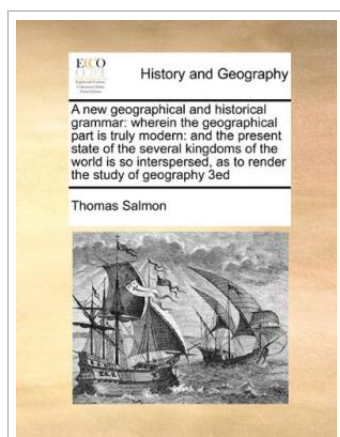 ECCO
History and Geography
A new geographical and historical
grammar: wherein the geographical
part is truly modern: and the present
state of the several kingdoms of the
world is so interspersed, as to render
the study of geography 3ed
Thomas Salmon